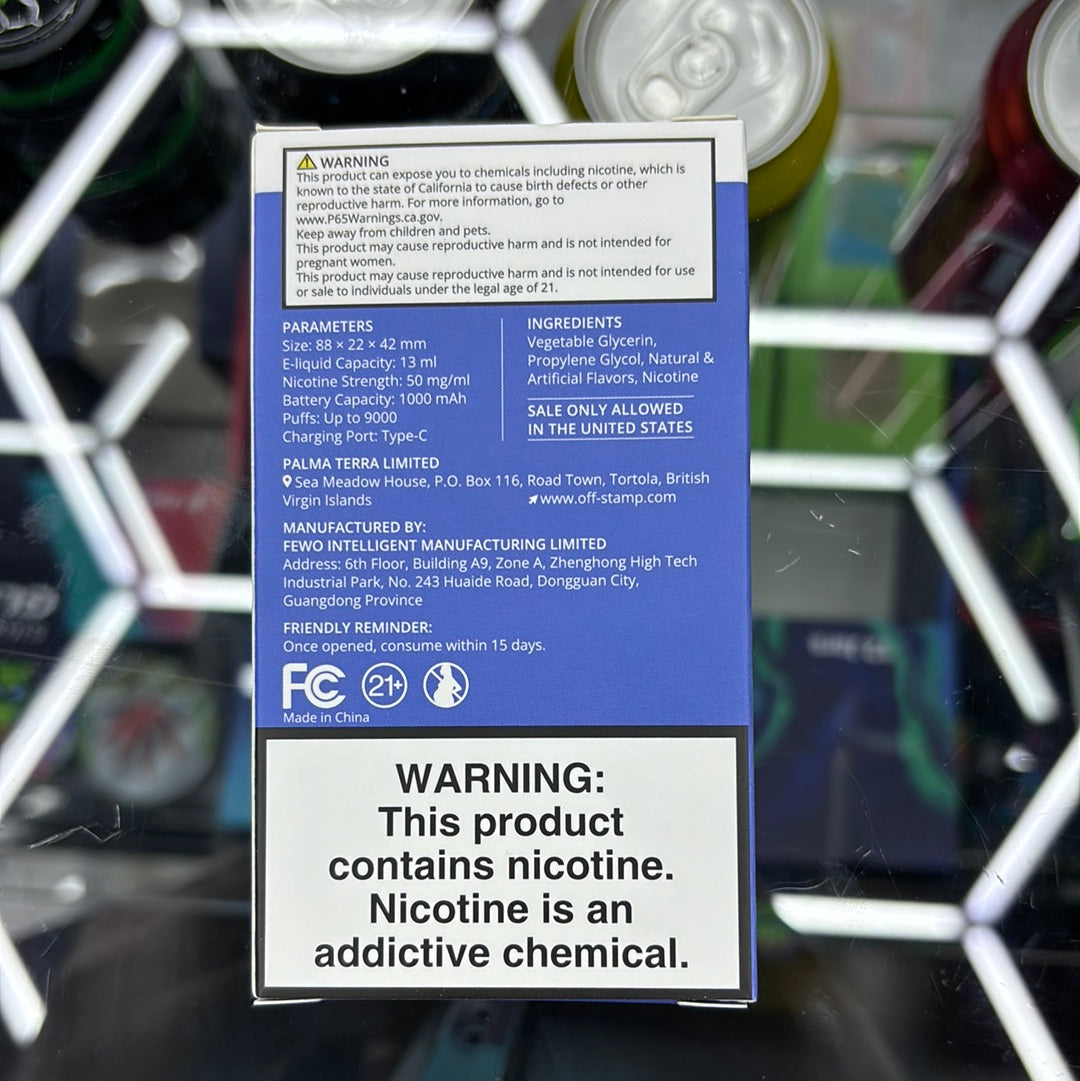 WARNING
This product can expose you to chemicals including nicotine, which is
known to the state of California to cause birth defects or other
reproductive harm. For more information, go to
www.P65Warnings.ca.gov.
Keep away from children and pets.
This product may cause reproductive harm and is not intended for
pregnant women.
This product may cause reproductive harm and is not intended for use
or sale to individuals under the legal age of 21.
PARAMETERS
Size: 88 × 22 × 42 mm
E-liquid Capacity: 13 ml
Nicotine Strength: 50 mg/ml
Battery Capacity: 1000 mAh
Puffs: Up to 9000
Charging Port: Type-C
INGREDIENTS
Vegetable Glycerin,
Propylene Glycol, Natural &
Artificial Flavors, Nicotine
SALE ONLY ALLOWED
IN THE UNITED STATES
PALMA TERRA LIMITED
Sea Meadow House, P.O. Box 116, Road Town, Tortola, British
Virgin Islands
www.off-stamp.com
MANUFACTURED BY:
FEWO INTELLIGENT MANUFACTURING LIMITED
Address: 6th Floor, Building A9, Zone A, Zhenghong High Tech
Industrial Park, No. 243 Huaide Road, Dongguan City,
Guangdong Province
FRIENDLY REMINDER:
Once opened, consume within 15 days.
FC
21+
Made in China
WARNING:
This product
contains nicotine.
Nicotine is an
addictive chemical.